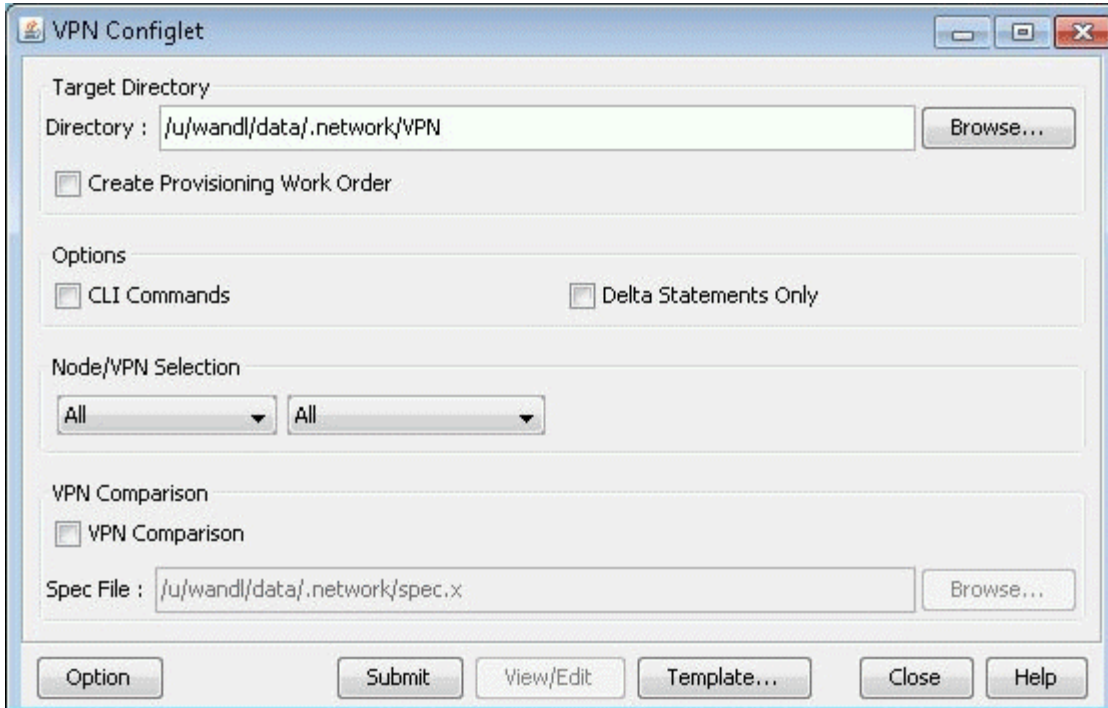 VPN Configlet
Target Directory
Directory : /u/wandl/data/.network/VPN Browse...
Create Provisioning Work Order
Options
CLI Commands Delta Statements Only
Node/VPN Selection
All All
VPN Comparison
VPN Comparison
Spec File : /u/wandl/data/.network/spec.x Browse...
Option Submit View/Edit Template... Close Help